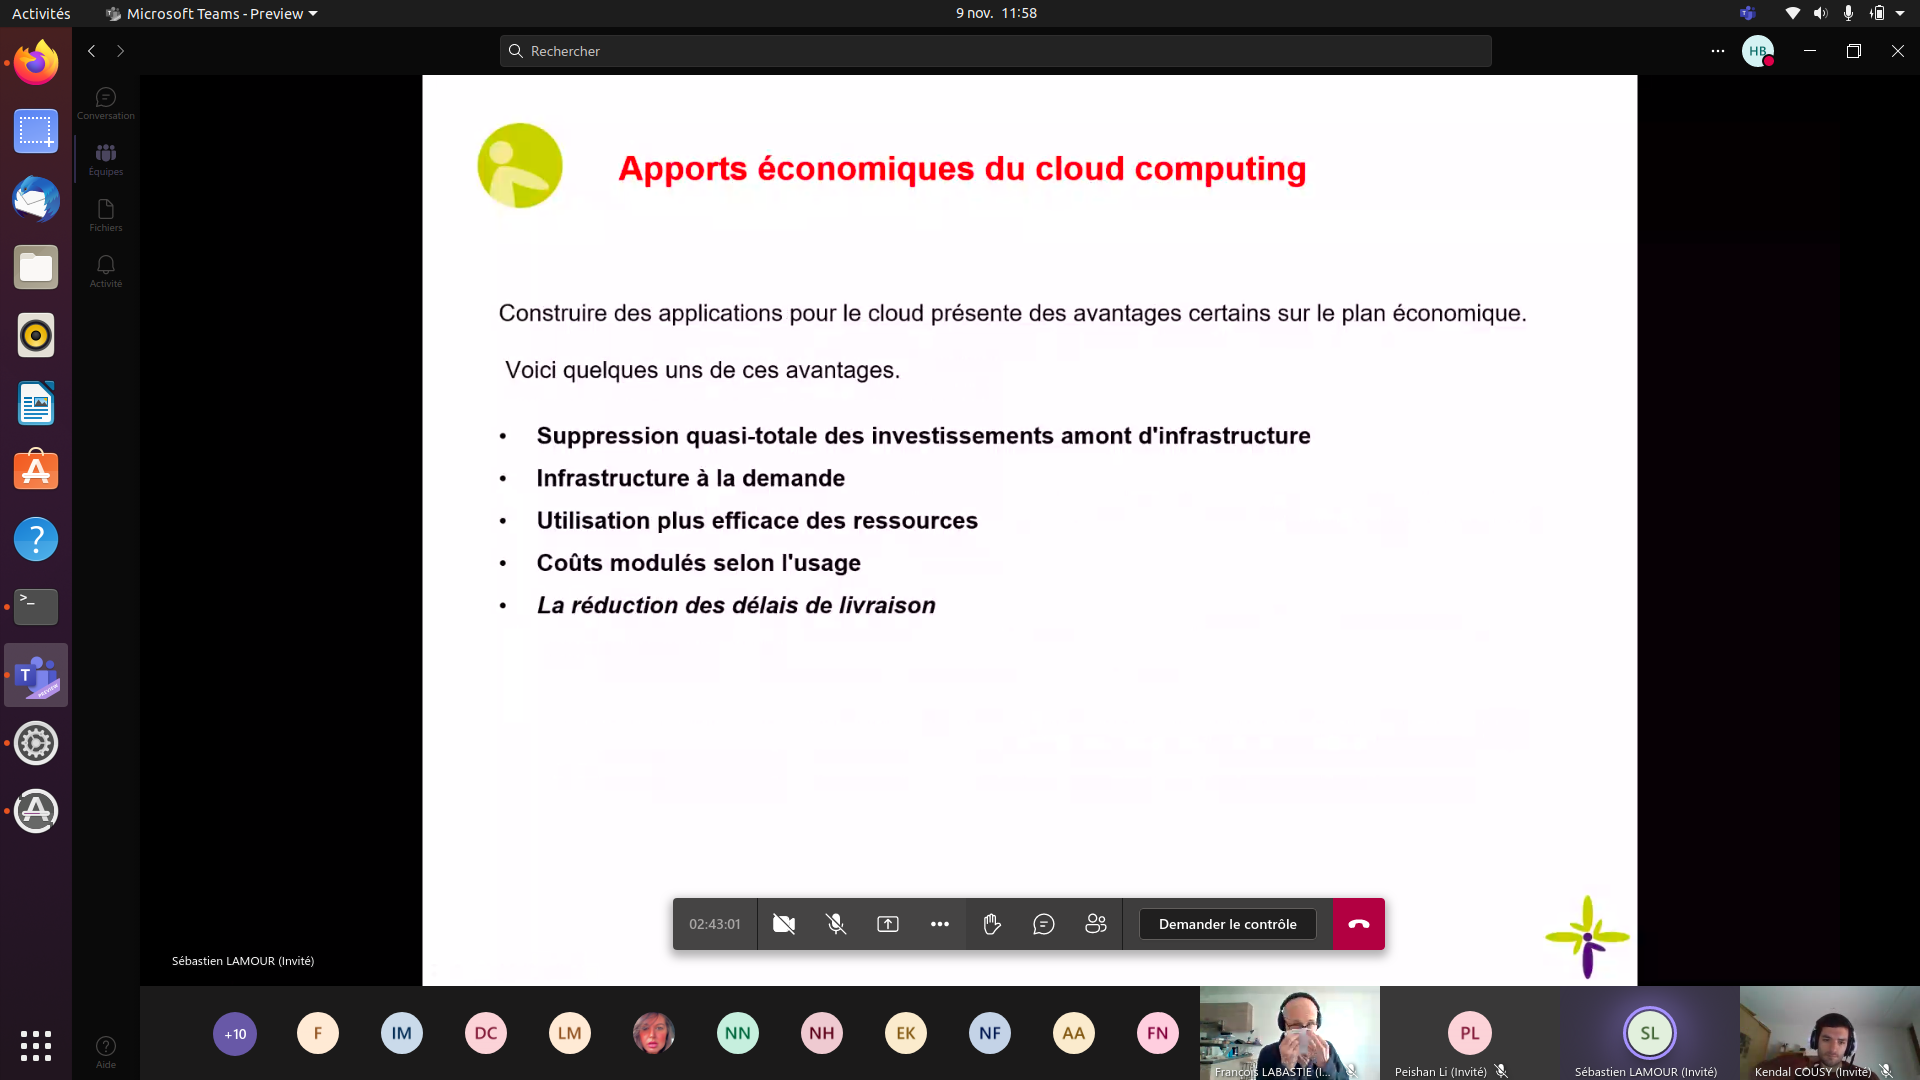 Activités
Microsoft Teams - Preview
9 nov. 11:58
Rechercher
HB
Conversation
Équipes
Fichiers
Activité
Apports économiques du cloud computing
Construire des applications pour le cloud présente des avantages certains sur le plan économique.
Voici quelques uns de ces avantages.
• Suppression quasi-totale des investissements amont d'infrastructure
• Infrastructure à la demande
• Utilisation plus efficace des ressources
• Coûts modulés selon l'usage
• La réduction des délais de livraison
02:43:01
Demander le contrôle
Sébastien LAMOUR (Invité)
Aide
+10
F
IM
DC
LM
NN
NH
EK
NF
AA
FN
PL
SL
François LABASTIE (I...
Peishan Li (Invité)
Sébastien LAMOUR (Invité)
Kendal COUSY (Invité)